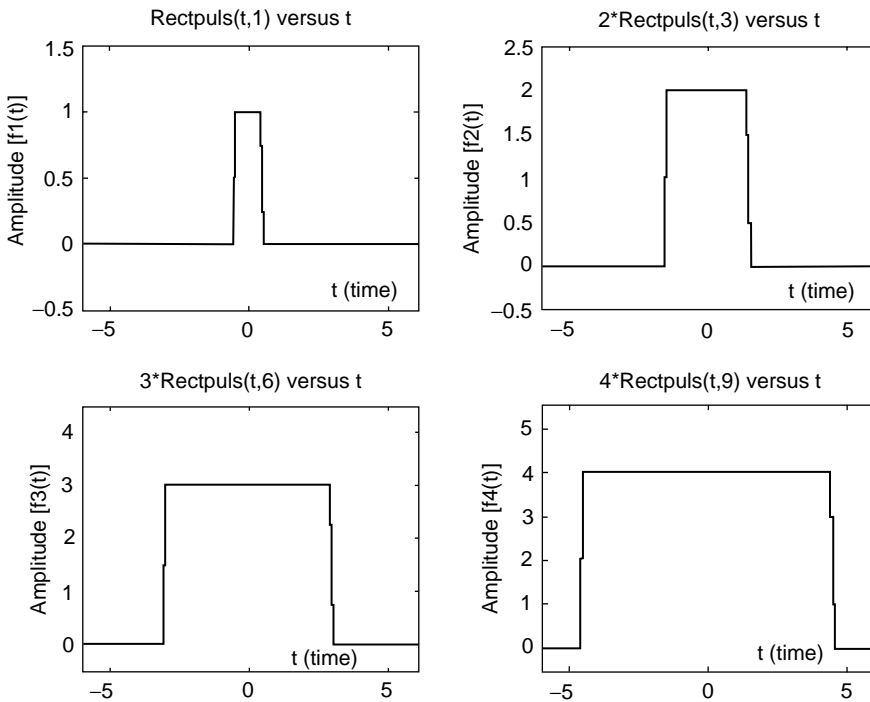 Rectpuls(t,1) versus t
1.5
1
0.5
0
−0.5
Amplitude [f1(t)]
t (time)
−5
0
5
2*Rectpuls(t,3) versus t
2.5
2
1.5
1
0.5
0
−0.5
Amplitude [f2(t)]
t (time)
−5
0
5
3*Rectpuls(t,6) versus t
4
3
2
1
0
Amplitude [f3(t)]
t (time)
−5
0
5
4*Rectpuls(t,9) versus t
5
4
3
2
1
0
Amplitude [f4(t)]
t (time)
−5
0
5